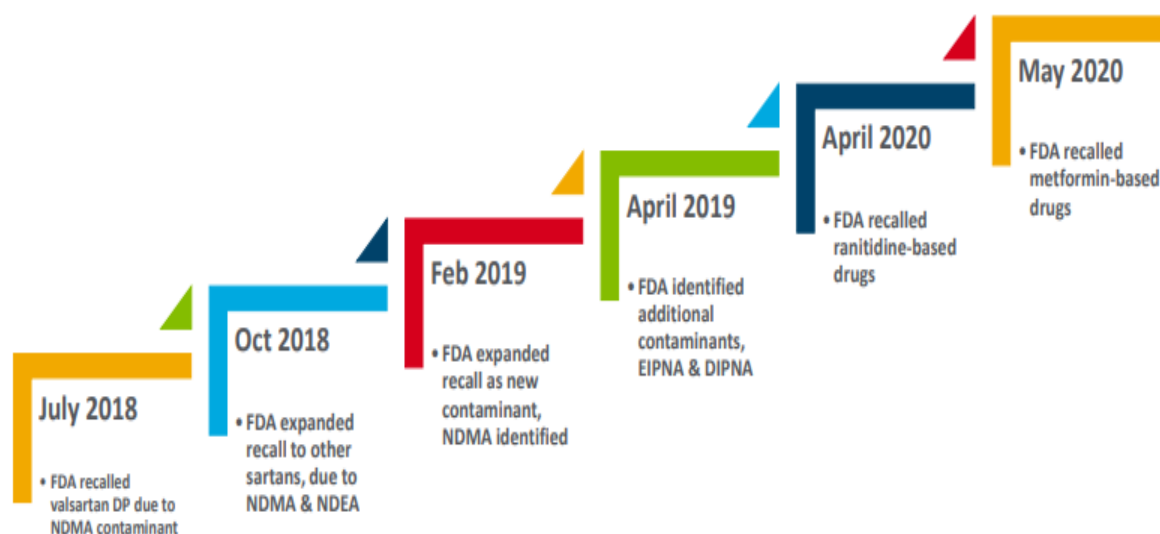 July 2018
• FDA recalled
valsartan DP due to
NDMA contaminant
Oct 2018
• FDA expanded
recall to other
sartans, due to
NDMA & NDEA
Feb 2019
• FDA expanded
recall as new
contaminant,
NDMA identified
April 2019
• FDA identified
additional
contaminants,
EIPNA & DIPNA
April 2020
• FDA recalled
ranitidine-based
drugs
May 2020
• FDA recalled
metformin-based
drugs